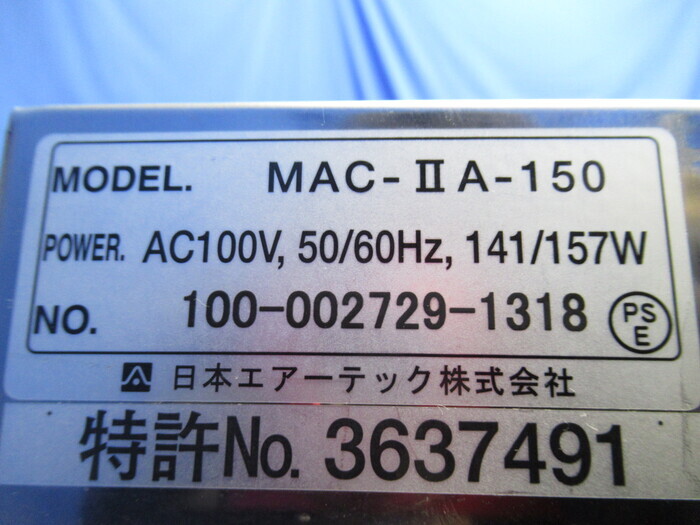 MODEL. MAC-ⅡA-150
POWER. AC100V, 50/60Hz, 141/157W
NO. 100-002729-1318
PS
E
日本エアーテック株式会社
特許No. 3637491